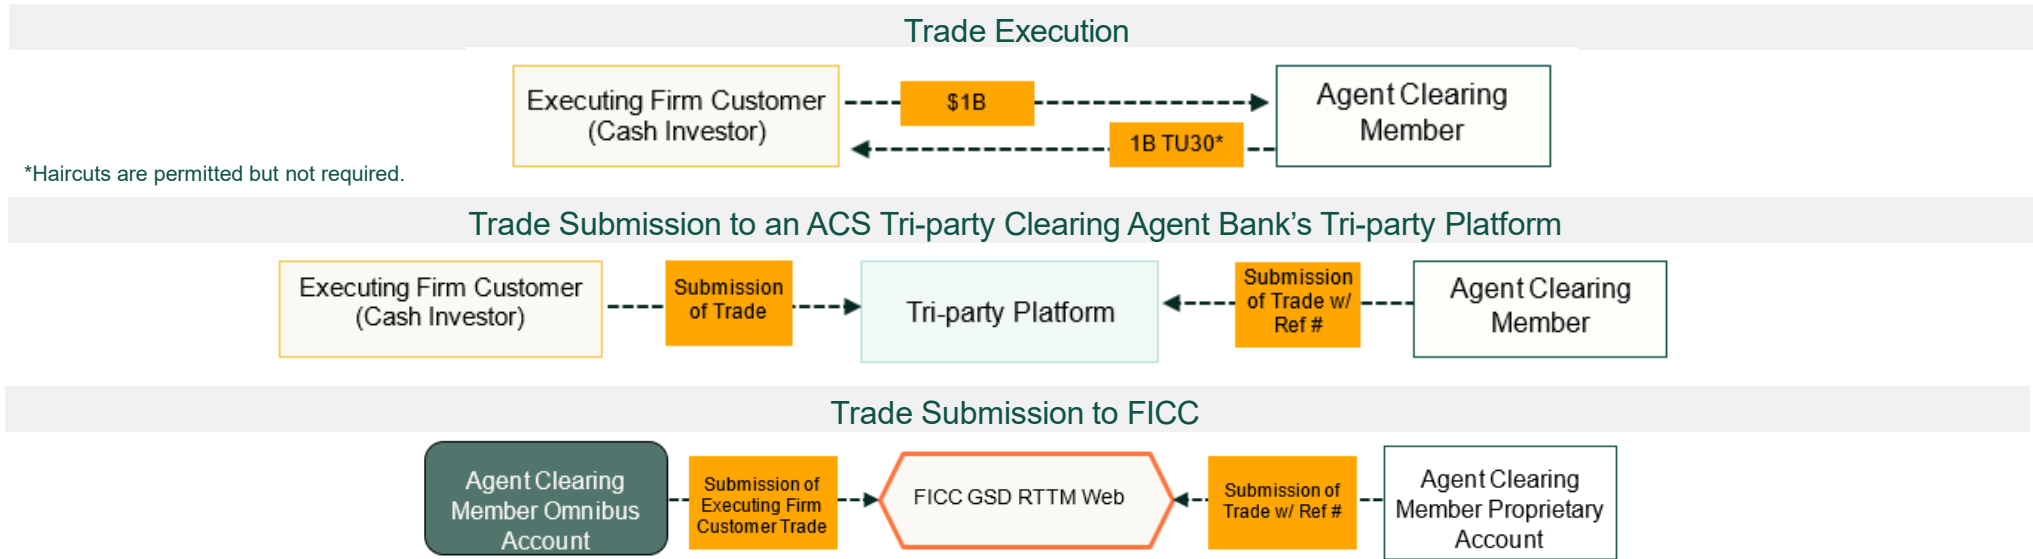 Trade Execution
Executing Firm Customer
(Cash Investor)
$1B
1B TU30*
Agent Clearing
Member
*Haircuts are permitted but not required.
Trade Submission to an ACS Tri-party Clearing Agent Bank’s Tri-party Platform
Executing Firm Customer
(Cash Investor)
Submission
of Trade
Tri-party Platform
Submission
of Trade w/
Ref #
Agent Clearing
Member
Trade Submission to FICC
Agent Clearing
Member Omnibus
Account
Submission of
Executing Firm
Customer Trade
FICC GSD RTTM Web
Submission of
Trade w/ Ref #
Agent Clearing
Member Proprietary
Account